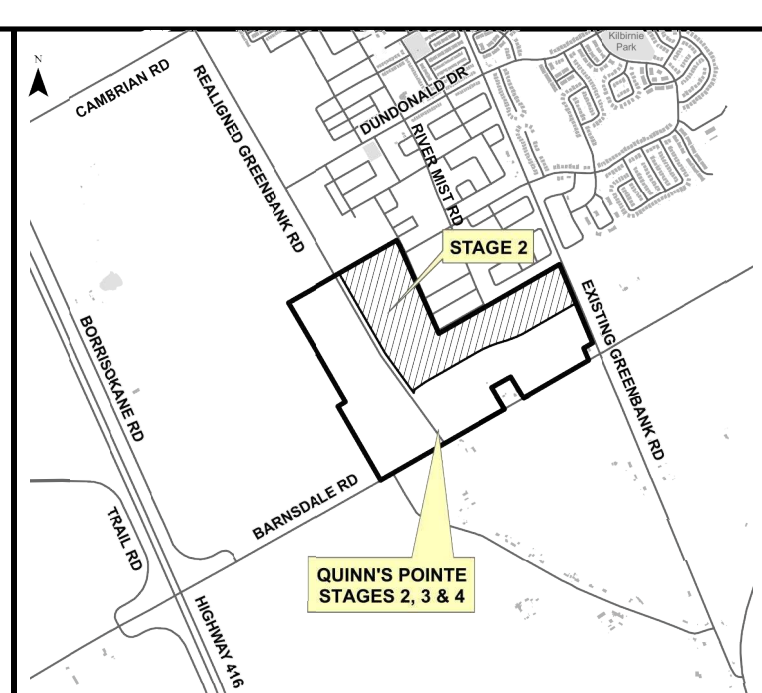 Kilbirnie
Park
N
CAMBRIAN RD
REALIGNED GREENBANK RD
DUNDONALD DR
RIVER MIST RD
STAGE 2
EXISTING GREENBANK RD
BORRISOKANE RD
BARNSDALE RD
TRAIL RD
QUINN'S POINTE
STAGES 2, 3 & 4
HIGHWAY 416